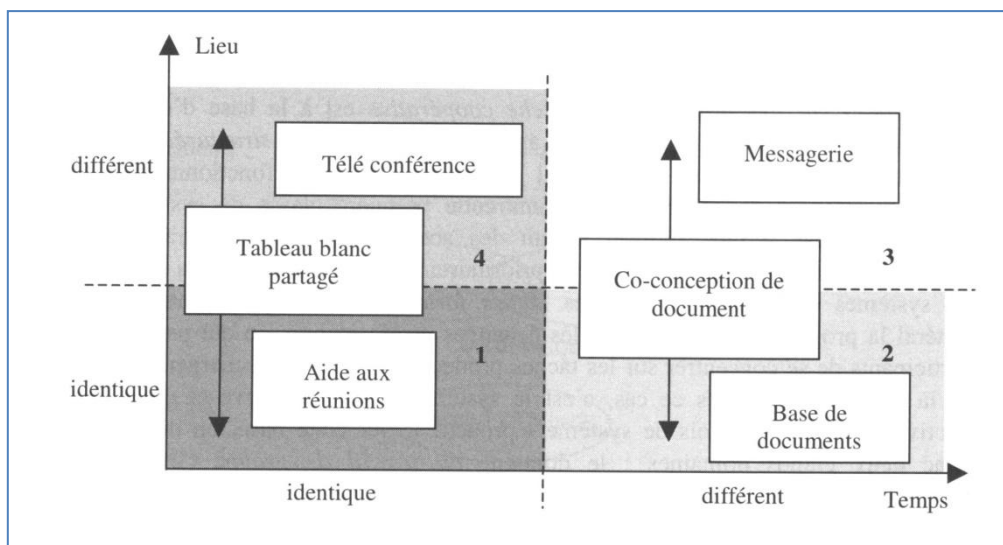 Lieu
différent
Télé conférence
Messagerie
Tableau blanc
partagé
4
Co-conception de
document
3
identique
Aide aux
réunions
1
2
Base de
documents
identique
différent
Temps